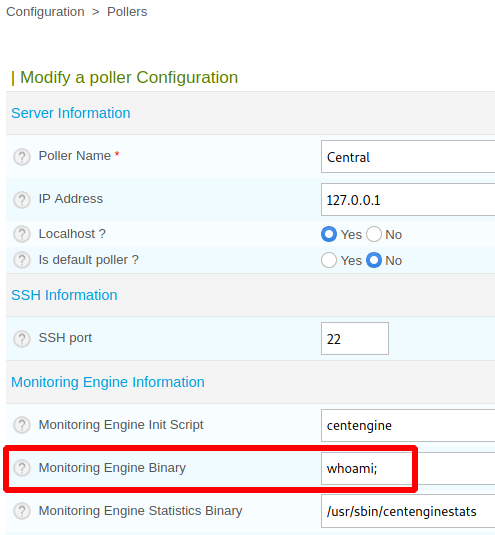 Configuration > Pollers
| Modify a poller Configuration
Server Information
? Poller Name * Central
? IP Address 127.0.0.1
? Localhost ? Yes No
? Is default poller ? Yes No
SSH Information
? SSH port 22
Monitoring Engine Information
? Monitoring Engine Init Script centengine
? Monitoring Engine Binary whoami;
? Monitoring Engine Statistics Binary /usr/sbin/centenginestats